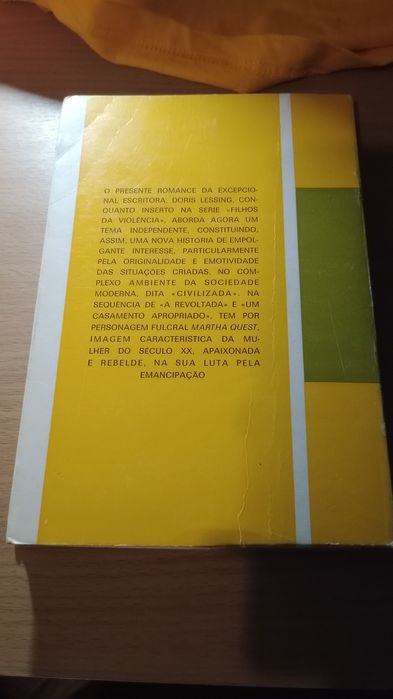 O PRESENTE ROMANCE DA EXCEPCIO-
NAL ESCRITORA, DORIS LESSING, CON-
QUANTO INSERTO NA SÉRIE «FILHOS
DA VIOLÊNCIA», ABORDA AGORA UM
TEMA INDEPENDENTE, CONSTITUINDO,
ASSIM, UMA NOVA HISTORIA DE EMPOL-
GANTE INTERESSE, PARTICULARMENTE
PELA ORIGINALIDADE E EMOTIVIDADE
DAS SITUAÇÕES CRIADAS, NO COM-
PLEXO AMBIENTE DA SOCIEDADE
MODERNA, DITA «CIVILIZADA». NA
SEQUÊNCIA DE «A REVOLTADA» E «UM
CASAMENTO APROPRIADO», TEM POR
PERSONAGEM FULCRAL MARTHA QUEST,
IMAGEM CARACTERÍSTICA DA MU-
LHER DO SÉCULO XX, APAIXONADA
E REBELDE, NA SUA LUTA PELA
EMANCIPAÇÃO